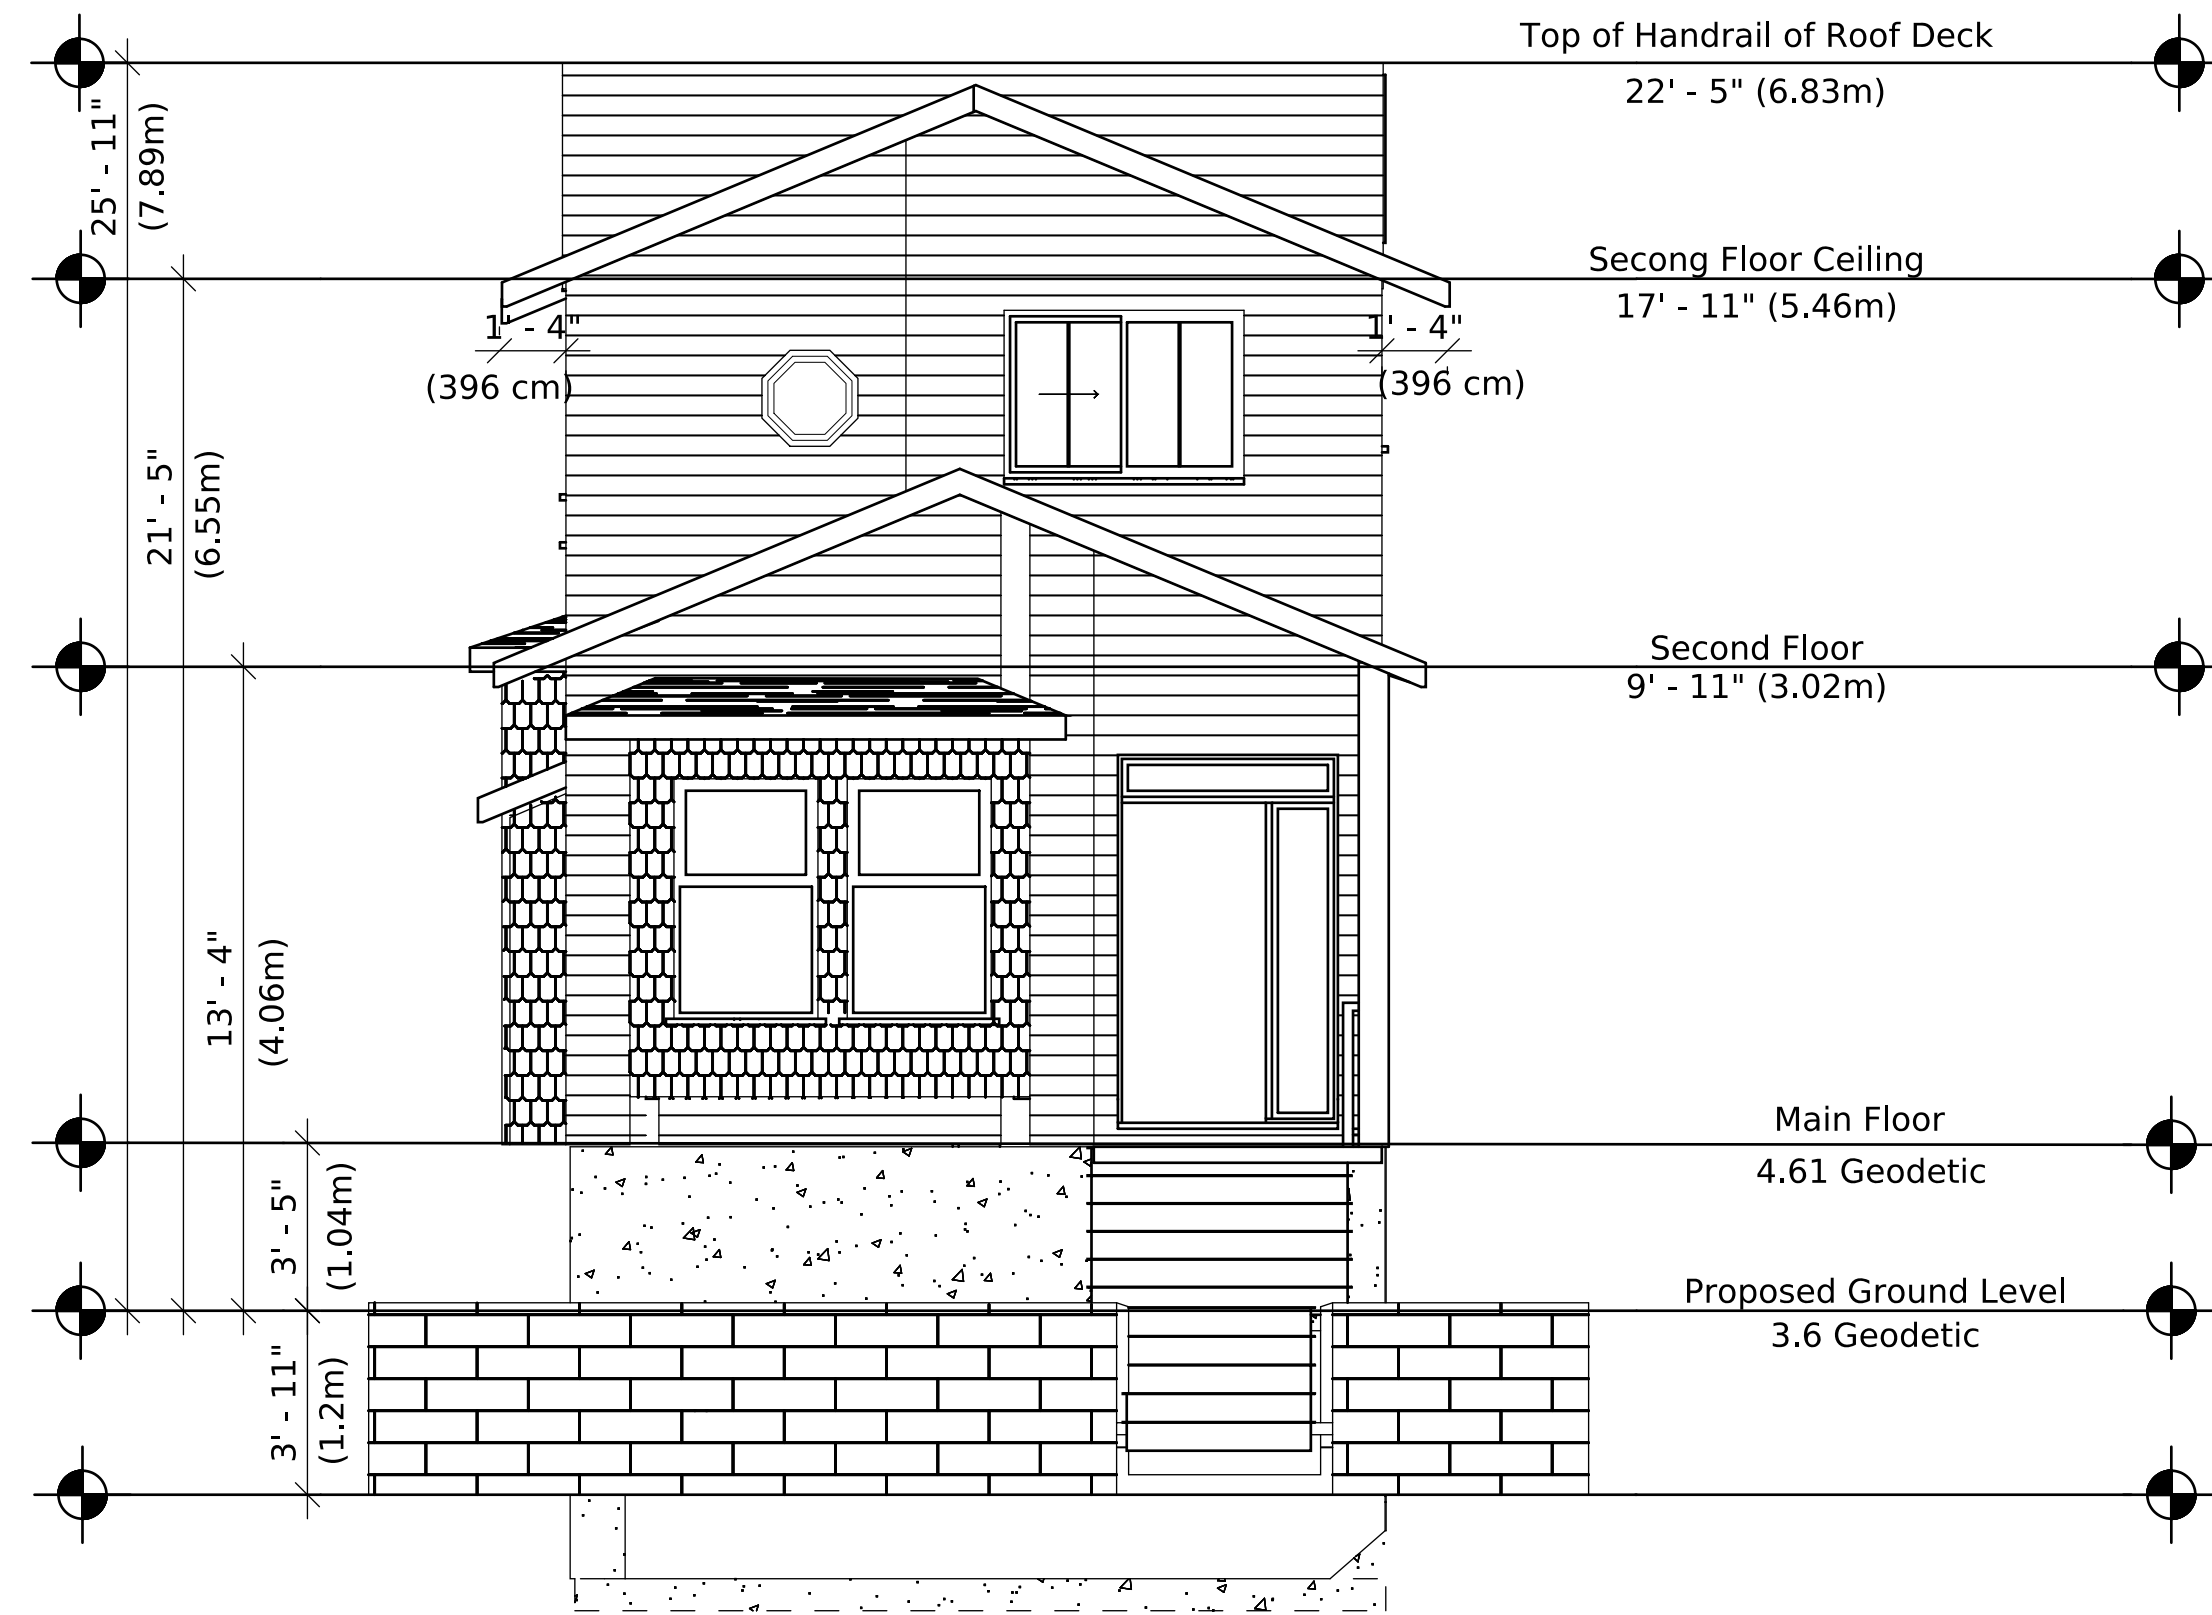 Top of Handrail of Roof Deck
22' - 5" (6.83m)
25' - 11"
(7.89m)
Secong Floor Ceiling
17' - 11" (5.46m)
1' - 4"
(396 cm)
1' - 4"
(396 cm)
21' - 5"
(6.55m)
Second Floor
9' - 11" (3.02m)
13' - 4"
(4.06m)
Main Floor
4.61 Geodetic
3' - 5"
(1.04m)
Proposed Ground Level
3.6 Geodetic
3' - 11"
(1.2m)